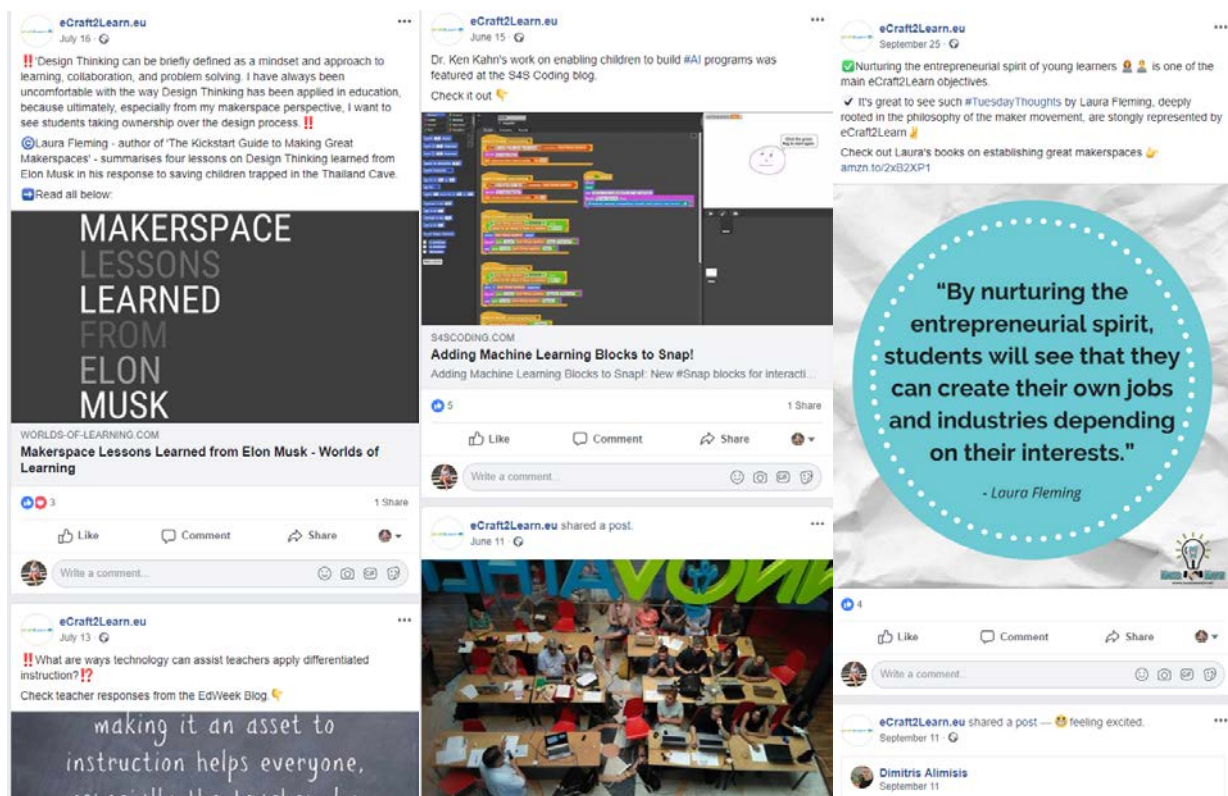 eCraft2Learn.eu
July 16
‼️'Design Thinking can be briefly defined as a mindset and approach to
learning, collaboration, and problem solving. I have always been
uncomfortable with the way Design Thinking has been applied in education,
because ultimately, especially from my makerspace perspective, I want to
see students taking ownership over the design process. ‼️
©Laura Fleming - author of 'The Kickstart Guide to Making Great
Makerspaces' - summarises four lessons on Design Thinking learned from
Elon Musk in his response to saving children trapped in the Thailand Cave.
➡️Read all below:
MAKERSPACE
LESSONS
LEARNED
FROM
ELON
MUSK
WORLDS-OF-LEARNING.COM
Makerspace Lessons Learned from Elon Musk - Worlds of
Learning
3
1 Share
Like Comment Share
Write a comment...
eCraft2Learn.eu
July 13
‼️What are ways technology can assist teachers apply differentiated
instruction?⁉️
Check teacher responses from the EdWeek Blog.👇
making it an asset to
instruction helps everyone,
eCraft2Learn.eu
June 15
Dr. Ken Kahn's work on enabling children to build #AI programs was
featured at the S4S Coding blog.
Check it out 👇
S4SCODING.COM
Adding Machine Learning Blocks to Snap!
Adding Machine Learning Blocks to Snap!: New #Snap blocks for interacti...
5
1 Share
Like Comment Share
Write a comment...
eCraft2Learn.eu shared a post.
June 11
eCraft2Learn.eu
September 25
✅Nurturing the entrepreneurial spirit of young learners is one of the
main eCraft2Learn objectives.
✔ It's great to see such #TuesdayThoughts by Laura Fleming, deeply
rooted in the philosophy of the maker movement, are stongly represented by
eCraft2Learn
Check out Laura's books on establishing great makerspaces
amzn.to/2xB2XP1
"By nurturing the
entrepreneurial spirit,
students will see that they
can create their own jobs
and industries depending
on their interests."
- Laura Fleming
4
Like Comment Share
Write a comment...
eCraft2Learn.eu shared a post — feeling excited.
September 11
Dimitris Alimisis
September 11